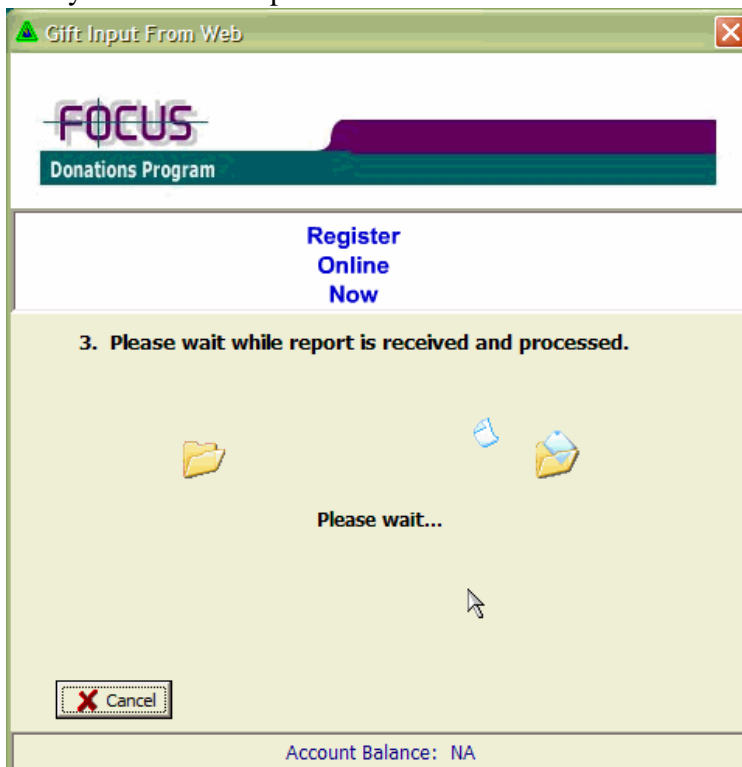 Gift Input From Web
FOCUS
Donations Program
Register
Online
Now
3. Please wait while report is received and processed.
Please wait...
Cancel
Account Balance: NA